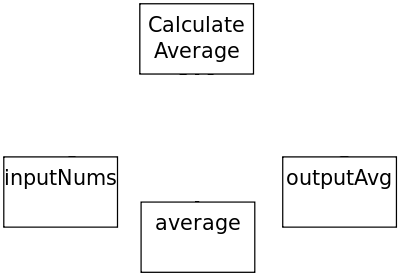 Calculate
Average
inputNums
outputAvg
average